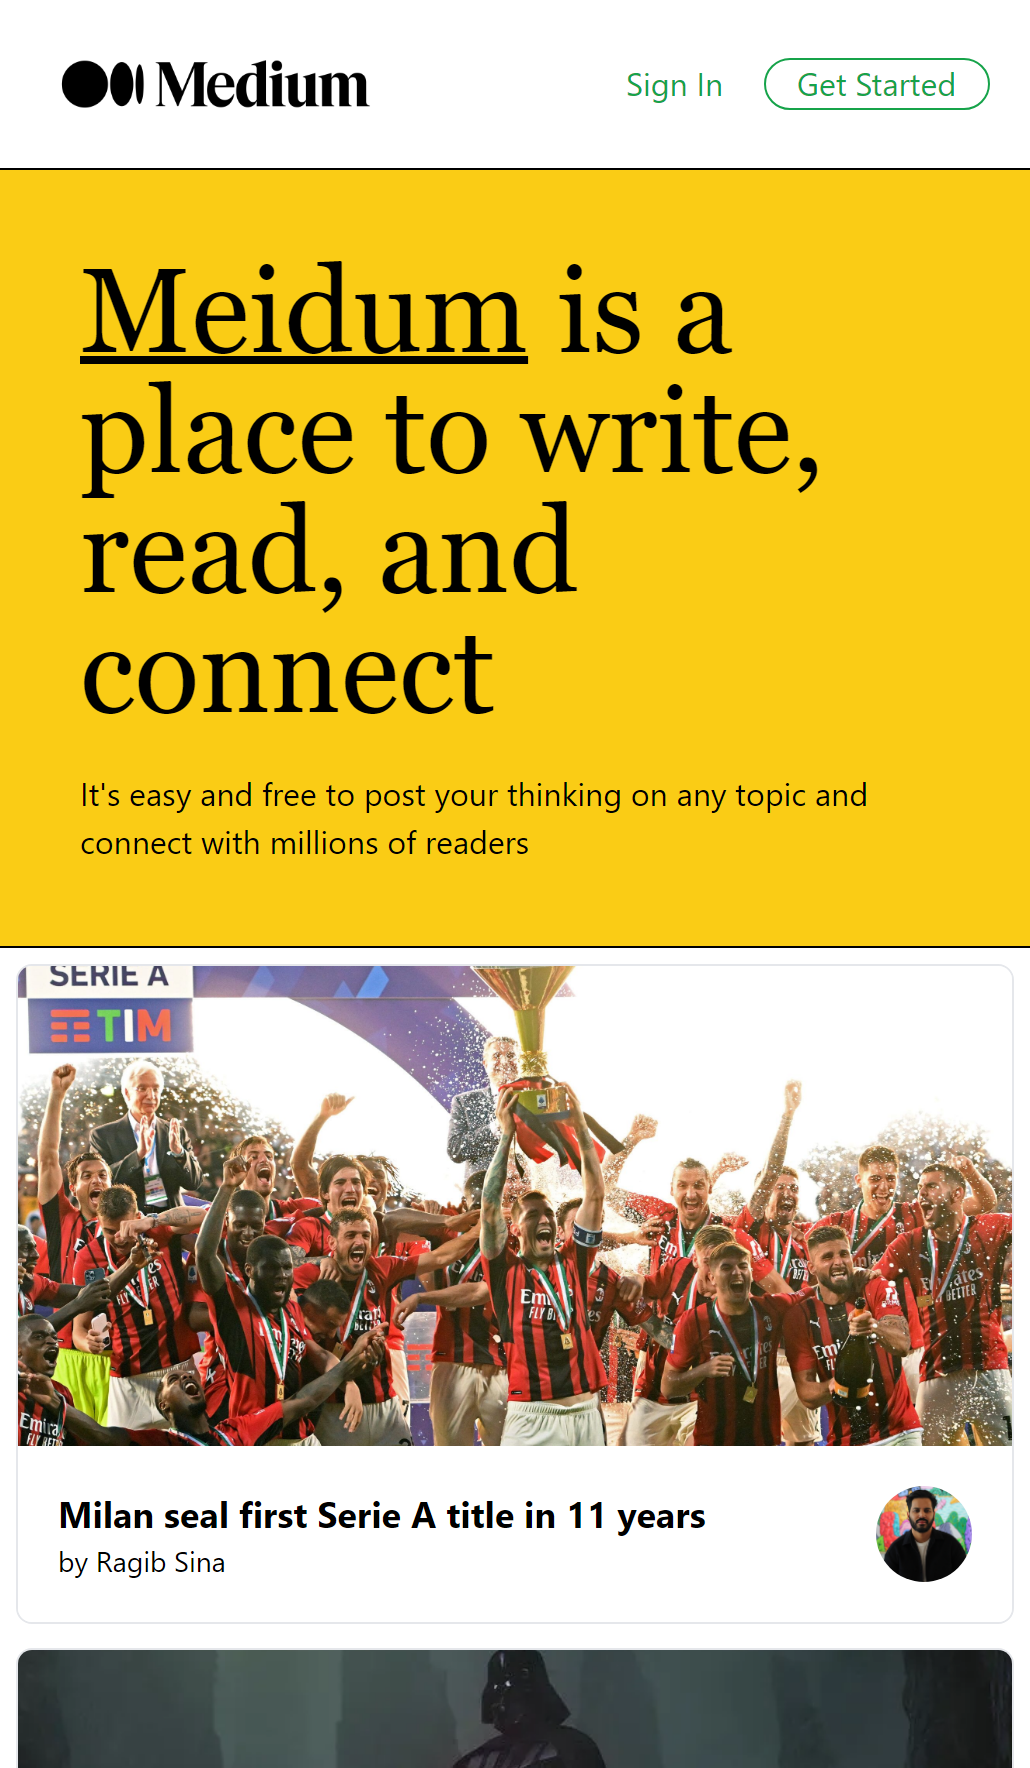 Medium
Sign In
Get Started
Meidum is a
place to write,
read, and
connect
It's easy and free to post your thinking on any topic and
connect with millions of readers
SERIE A
TIM
Emirates
FLY BETTER
Milan seal first Serie A title in 11 years
by Ragib Sina